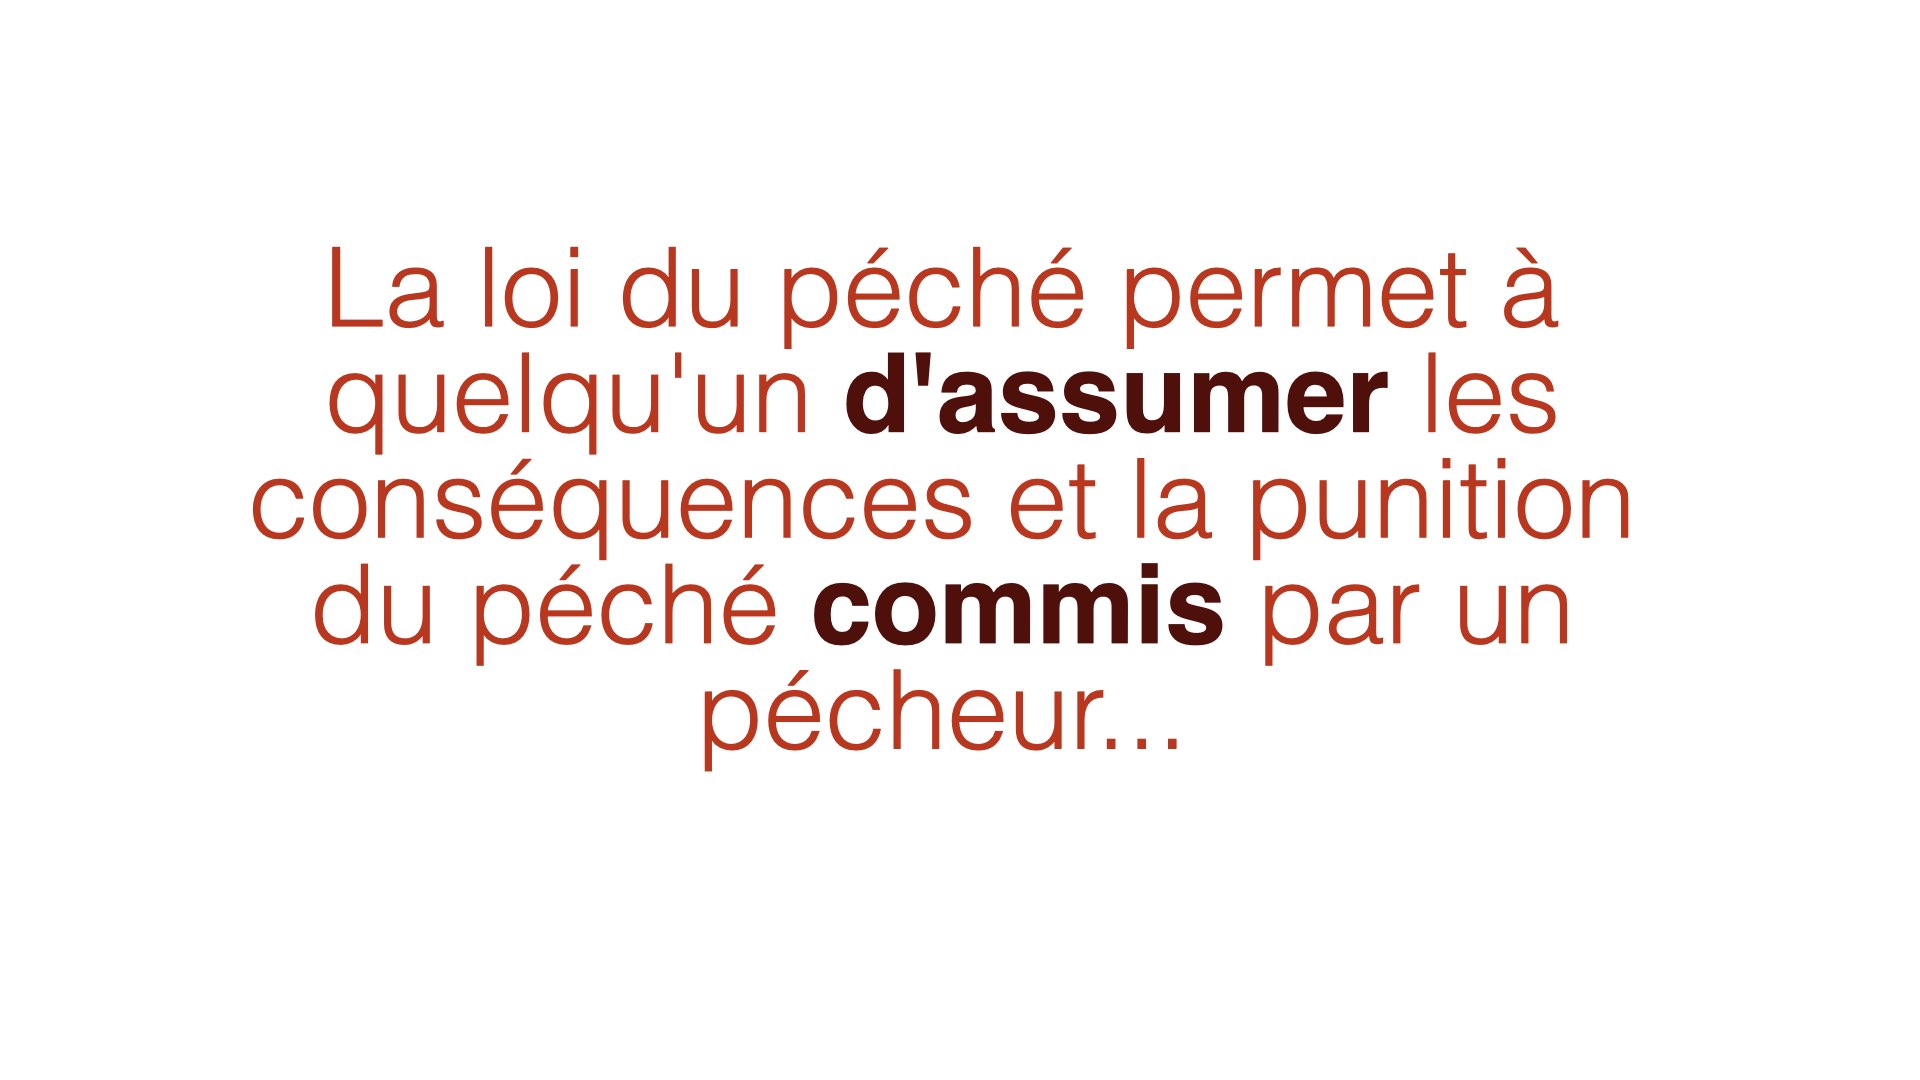 La loi du péché permet à
quelqu'un d'assumer les
conséquences et la punition
du péché commis par un
pécheur...